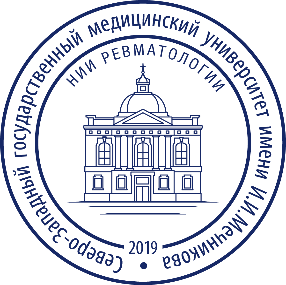 Северо-Западный государственный медицинский университет имени И.И.Мечникова
НИИ РЕВМАТОЛОГИИ
2019